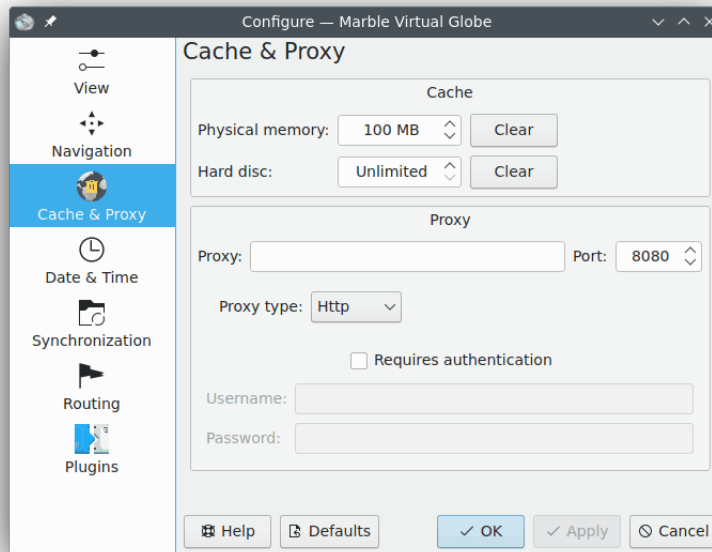 Configure — Marble Virtual Globe
View
Navigation
Cache & Proxy
Date & Time
Synchronization
Routing
Plugins
Cache & Proxy
Cache
Physical memory: 100 MB Clear
Hard disc: Unlimited Clear
Proxy
Proxy: Port: 8080
Proxy type: Http
Requires authentication
Username:
Password:
Help Defaults OK Apply Cancel